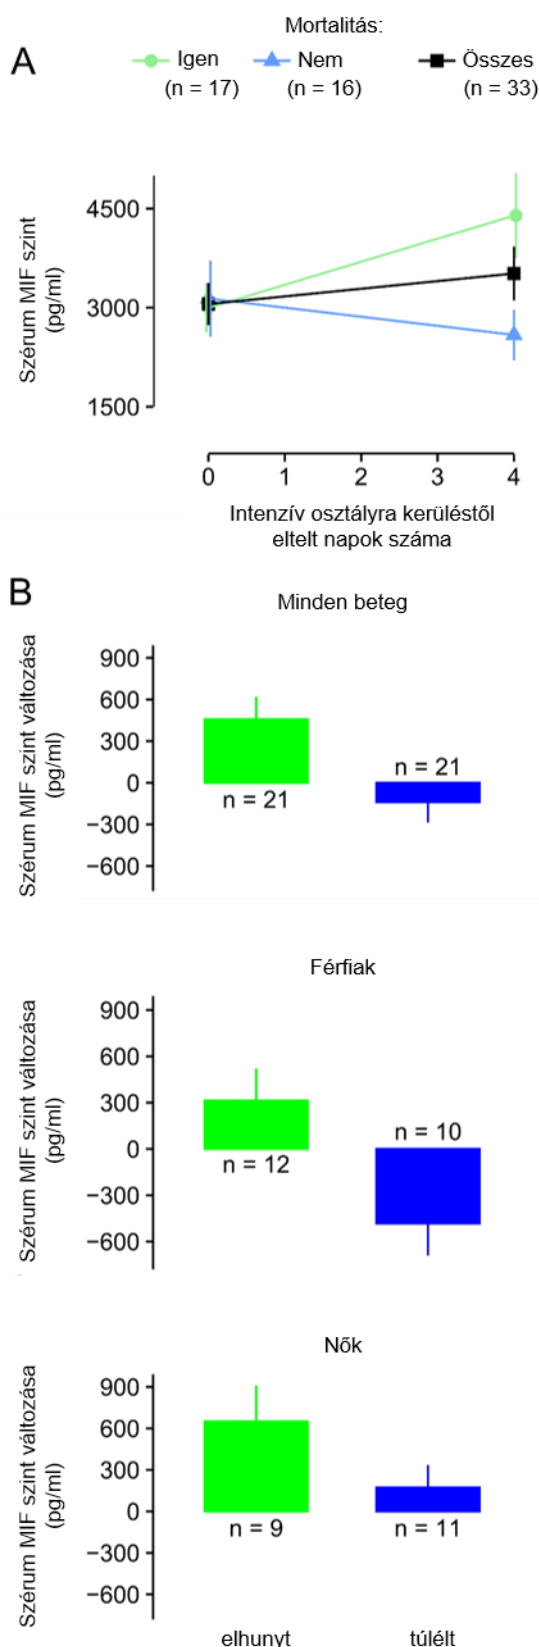 A
Mortalitás:
Igen
(n = 17)
Nem
(n = 16)
Összes
(n = 33)
Szérum MIF szint
(pg/ml)
4500
3000
1500
0 1 2 3 4
Intenzív osztályra kerüléstől
eltelt napok száma
B
Minden beteg
Szérum MIF szint változása
(pg/ml)
900
600
300
0
−300
−600
n = 21
n = 21
Férfiak
Szérum MIF szint változása
(pg/ml)
900
600
300
0
−300
−600
n = 12
n = 10
Nők
Szérum MIF szint változása
(pg/ml)
900
600
300
0
−300
−600
n = 9
n = 11
elhunyt túlélt